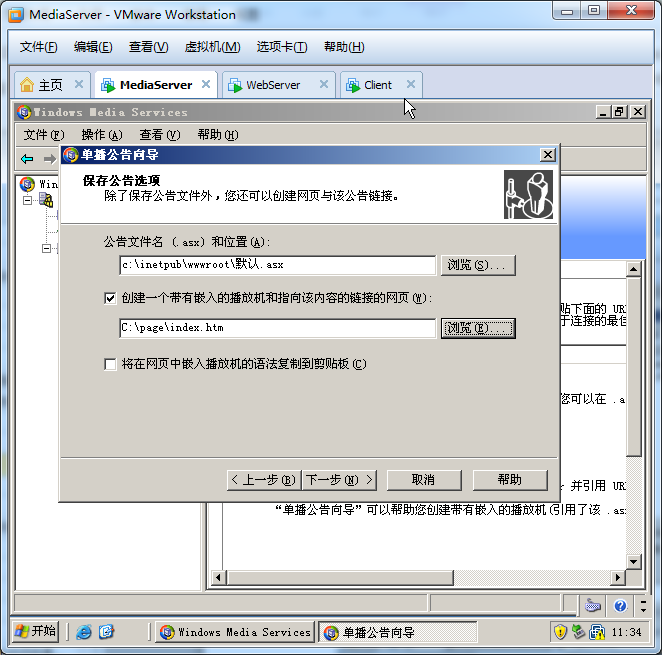 MediaServer - VMware Workstation
文件(F) 编辑(E) 查看(V) 虚拟机(M) 选项卡(T) 帮助(H)
主页 MediaServer WebServer Client
Windows Media Services
文件(F) 操作(A) 查看(V) 帮助(H)
单播公告向导
Win
保存公告选项
除了保存公告文件外，您还可以创建网页与该公告链接。
公告文件名 (.asx) 和位置(A):
c:\inetpub\wwwroot\默认.asx 浏览(S)...
创建一个带有嵌入的播放机和指向该内容的链接的网页(W):
C:\page\index.htm 浏览(E)...
将在网页中嵌入播放机的语法复制到剪贴板(C)
贴下面的 UR
于连接的最佳
您可以在 .a
< 上一步(B) 下一步(N) > 取消 帮助
并引用 UR
“单播公告向导”可以帮助您创建带有嵌入的播放机(引用了该 .asx
开始 Windows Media Services 单播公告向导 11:34